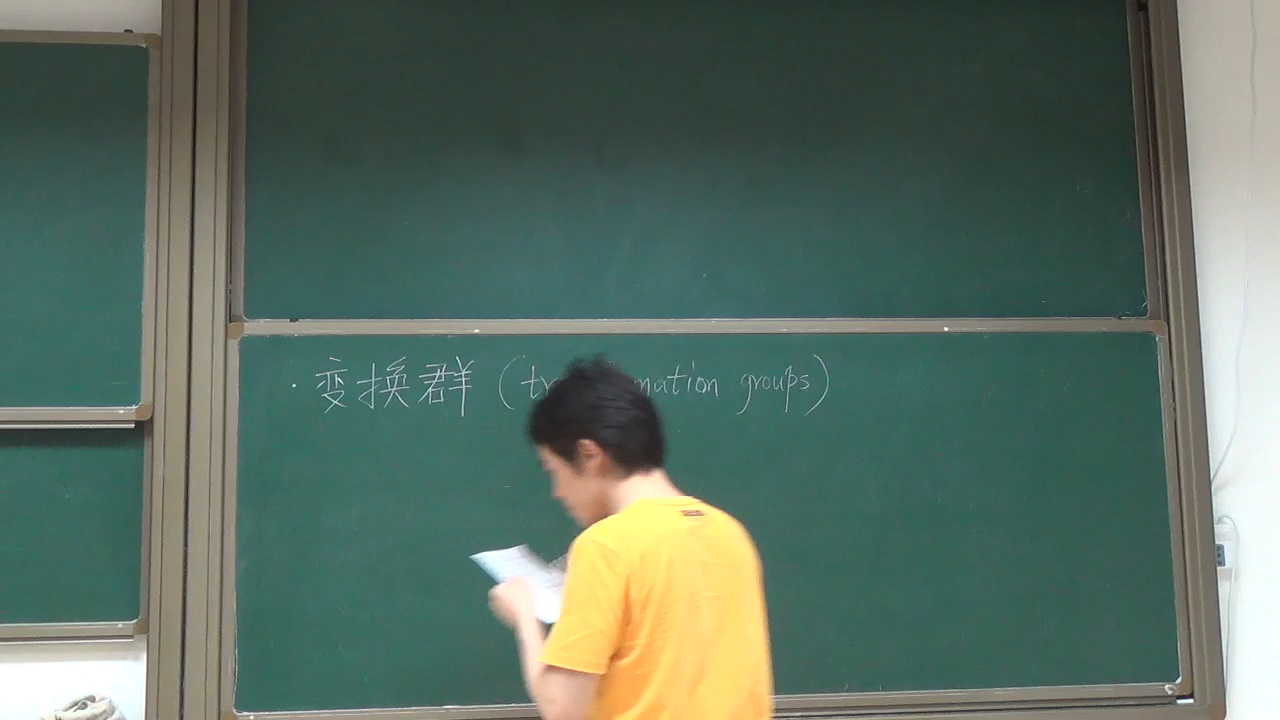 · 变换群 (tr mation groups)